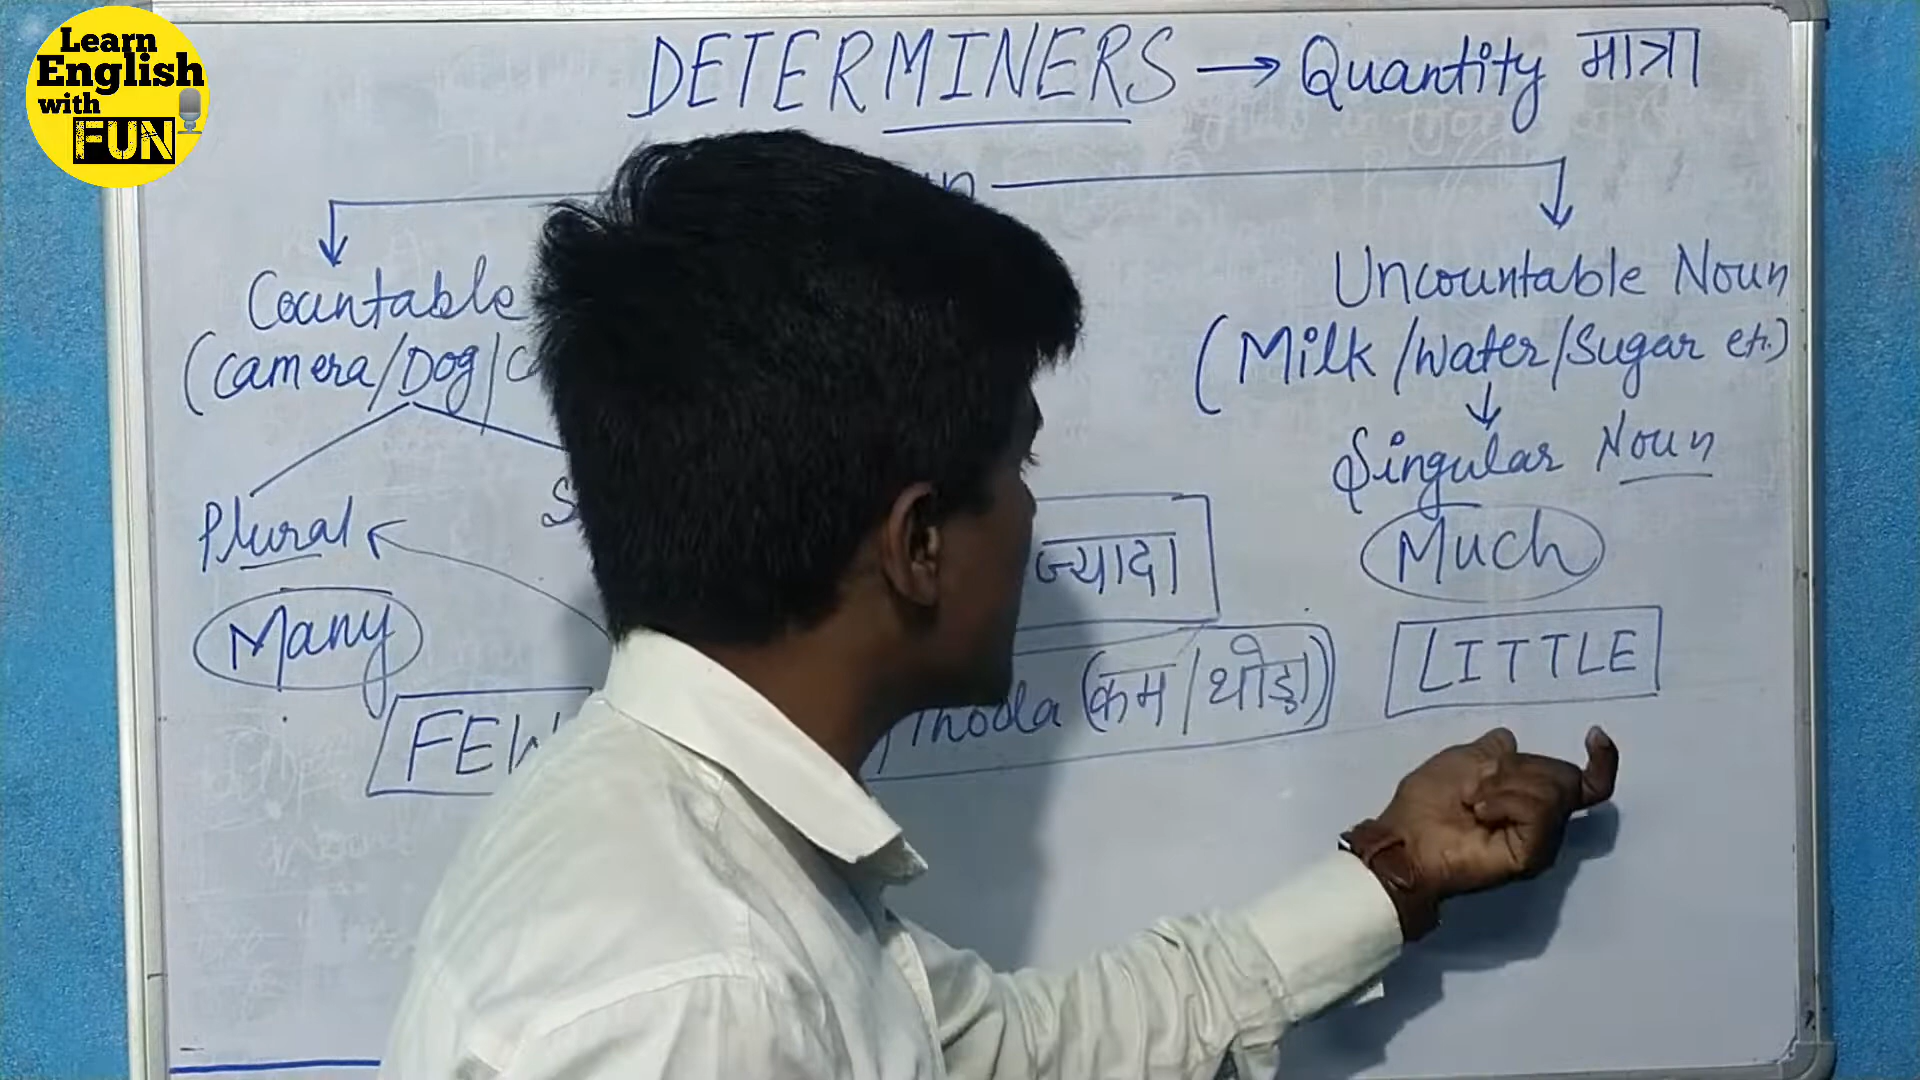 Learn
English
with
FUN
DETERMINERS → Quantity मात्रा
Countable
Uncountable Noun
(camera/Dog/
(Milk/Water/Sugar etc.)
Singular Noun
Plural
ज्यादा
Much
Many
LITTLE
FEW
Thoda (कम/थोड़ा)